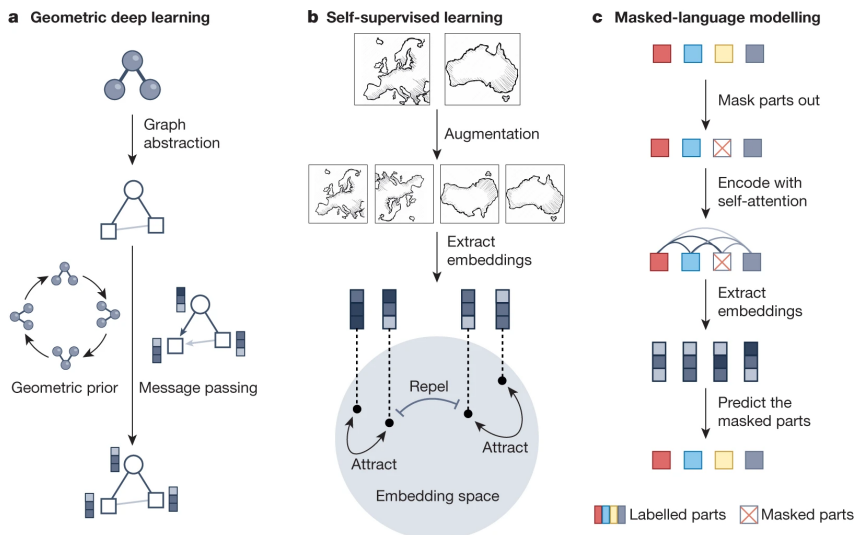 a Geometric deep learning
Graph
abstraction
Geometric prior
Message passing
b Self-supervised learning
Augmentation
Extract
embeddings
Repel
Attract
Attract
Embedding space
c Masked-language modelling
Mask parts out
Encode with
self-attention
Extract
embeddings
Predict the
masked parts
Labelled parts
Masked parts